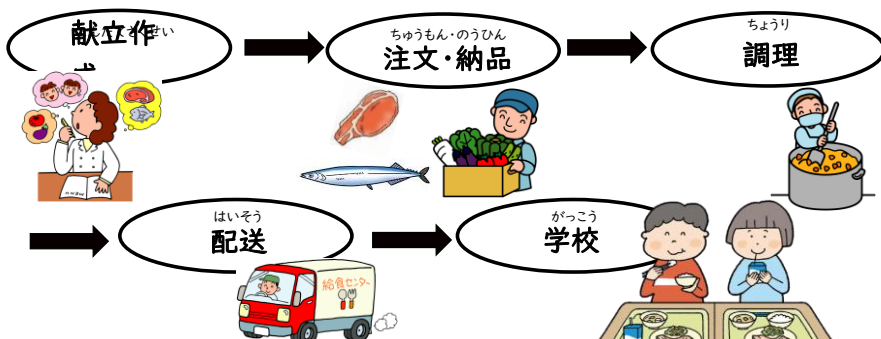 献立作
ちゅうもん・のうひん
注文・納品
ちょうり
調理
はいそう
配送
給食センター
がっこう
学校